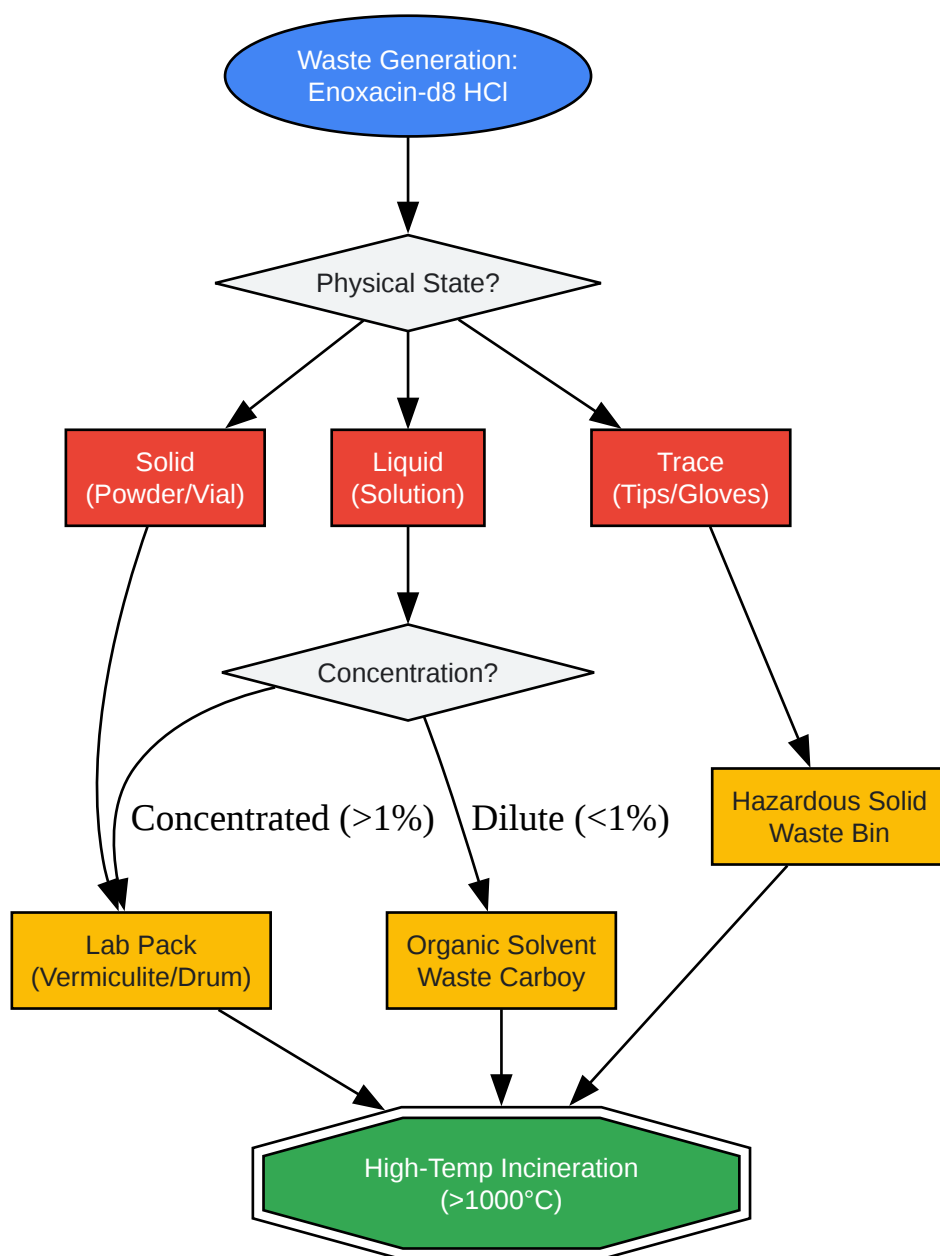 Waste Generation:
Enoxacin-d8 HCl
Physical State?
Solid
(Powder/Vial)
Liquid
(Solution)
Trace
(Tips/Gloves)
Concentration?
Concentrated (>1%)
Dilute (<1%)
Hazardous Solid
Waste Bin
Lab Pack
(Vermiculite/Drum)
Organic Solvent
Waste Carboy
High-Temp Incineration
(>1000°C)